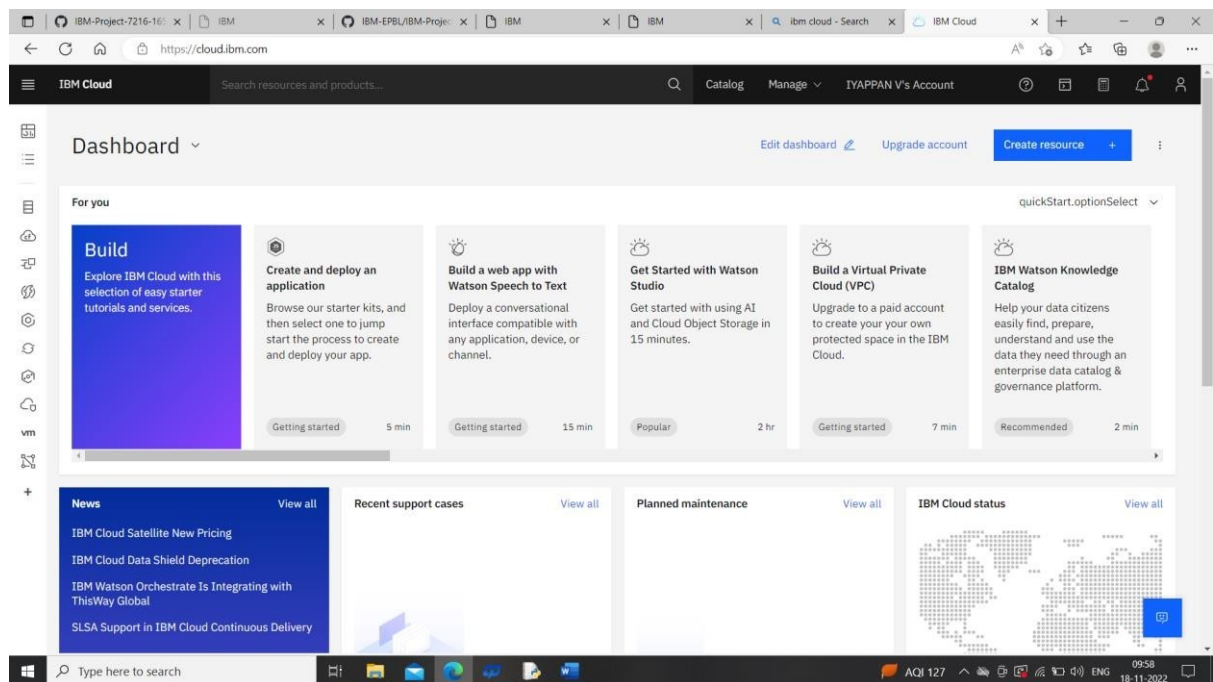 IBM-Project-7216-165
IBM
IBM-EPBL/IBM-Projec
IBM
IBM
ibm cloud - Search
IBM Cloud
https://cloud.ibm.com
IBM Cloud
Search resources and products...
Catalog
Manage
IYAPPAN V's Account
Dashboard
Edit dashboard
Upgrade account
Create resource +
For you
quickStart.optionSelect
Build
Explore IBM Cloud with this
selection of easy starter
tutorials and services.
Create and deploy an
application
Browse our starter kits, and
then select one to jump
start the process to create
and deploy your app.
Getting started 5 min
Build a web app with
Watson Speech to Text
Deploy a conversational
interface compatible with
any application, device, or
channel.
Getting started 15 min
Get Started with Watson
Studio
Get started with using AI
and Cloud Object Storage in
15 minutes.
Popular 2 hr
Build a Virtual Private
Cloud (VPC)
Upgrade to a paid account
to create your your own
protected space in the IBM
Cloud.
Getting started 7 min
IBM Watson Knowledge
Catalog
Help your data citizens
easily find, prepare,
understand and use the
data they need through an
enterprise data catalog &
governance platform.
Recommended 2 min
vm
News View all
IBM Cloud Satellite New Pricing
IBM Cloud Data Shield Deprecation
IBM Watson Orchestrate Is Integrating with
ThisWay Global
SLSA Support in IBM Cloud Continuous Delivery
Recent support cases View all
Planned maintenance View all
IBM Cloud status View all
Type here to search
AQI 127
ENG
09:58
18-11-2022